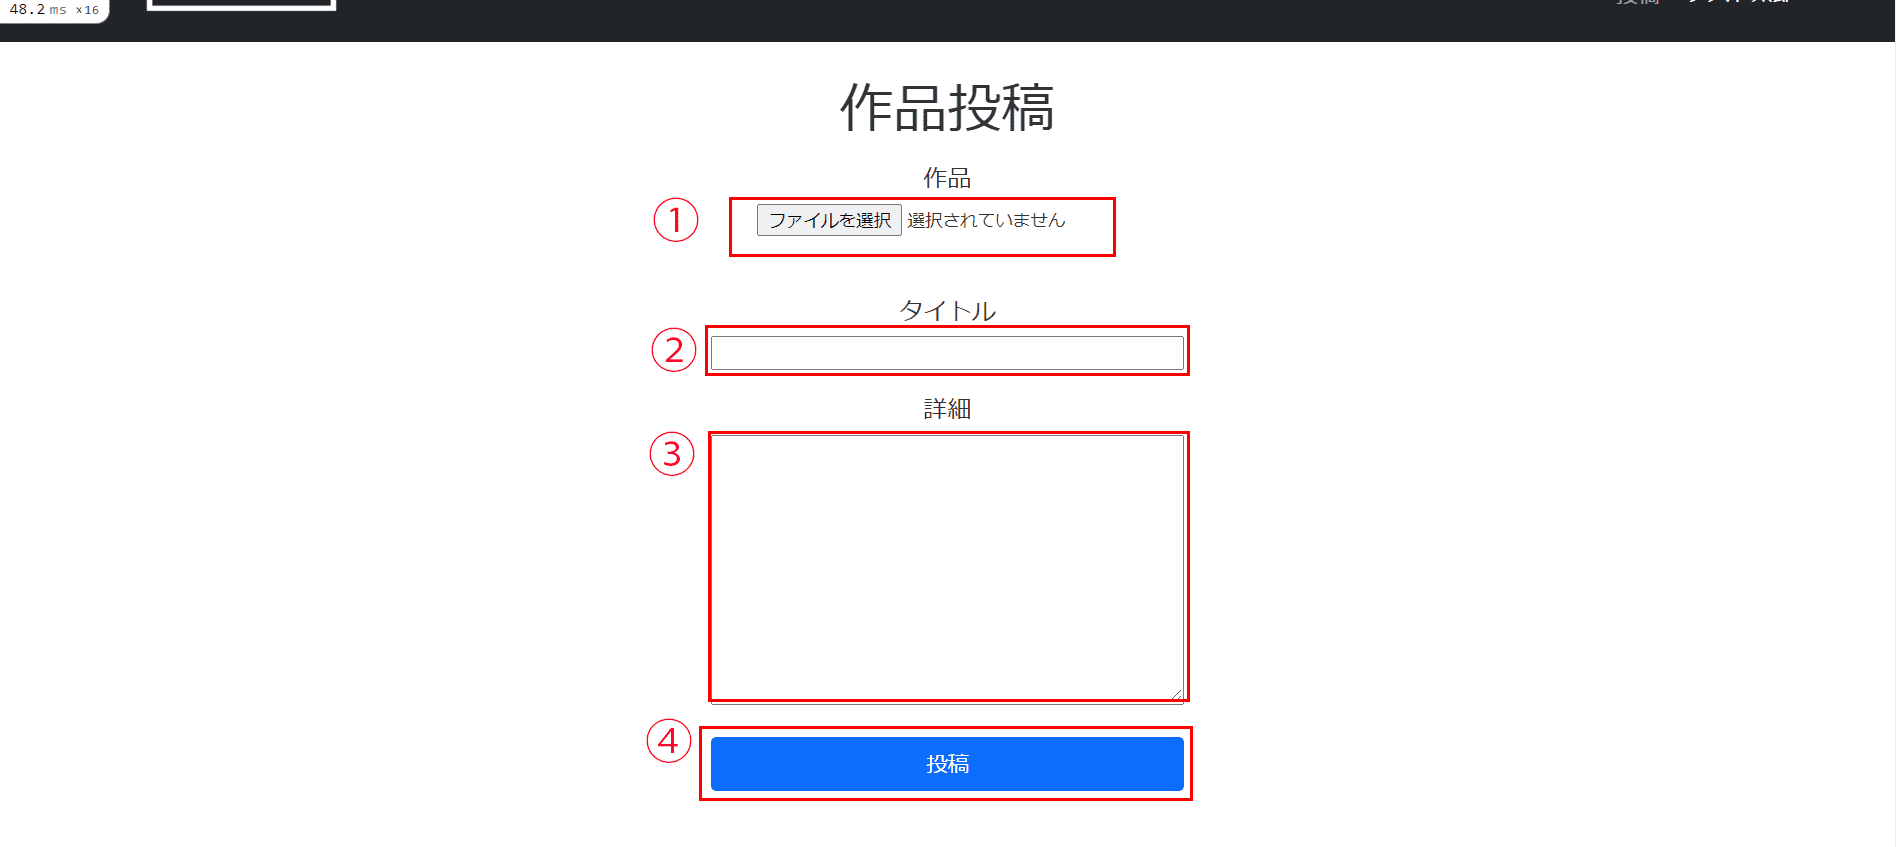 48.2 ms ×16
投稿
作品投稿
作品
① ファイルを選択 選択されていません
タイトル
②
詳細
③
④
投稿